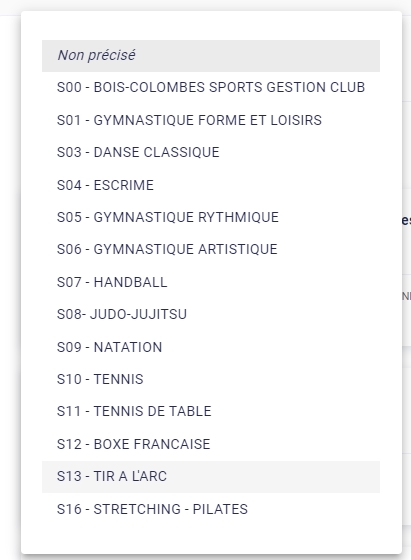 Non précisé
S00 - BOIS-COLOMBES SPORTS GESTION CLUB
S01 - GYMNASTIQUE FORME ET LOISIRS
S03 - DANSE CLASSIQUE
S04 - ESCRIME
S05 - GYMNASTIQUE RYTHMIQUE
S06 - GYMNASTIQUE ARTISTIQUE
S07 - HANDBALL
S08- JUDO-JUJITSU
S09 - NATATION
S10 - TENNIS
S11 - TENNIS DE TABLE
S12 - BOXE FRANCAISE
S13 - TIR A L'ARC
S16 - STRETCHING - PILATES